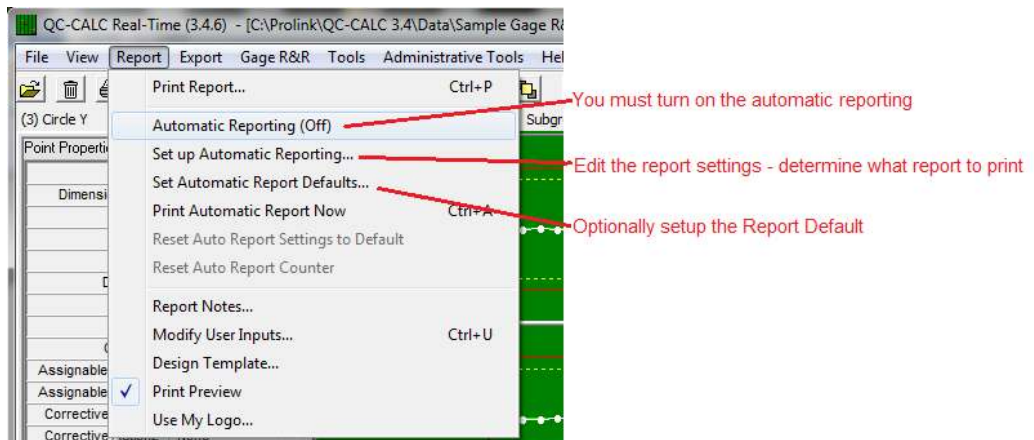 QC-CALC Real-Time (3.4.6) - [C:\Prolink\QC-CALC 3.4\Data\Sample Gage R&
File View Report Export Gage R&R Tools Administrative Tools Hel
Print Report... Ctrl+P
You must turn on the automatic reporting
(3) Circle Y
Automatic Reporting (Off)
Subgr
Point Properti
Set up Automatic Reporting...
Edit the report settings - determine what report to print
Dimensi
Set Automatic Report Defaults...
Print Automatic Report Now Ctrl+A
Optionally setup the Report Default
Reset Auto Report Settings to Default
Reset Auto Report Counter
Report Notes...
Modify User Inputs... Ctrl+U
Design Template...
Assignable
Assignable
Print Preview
Corrective
Use My Logo...
Corrective